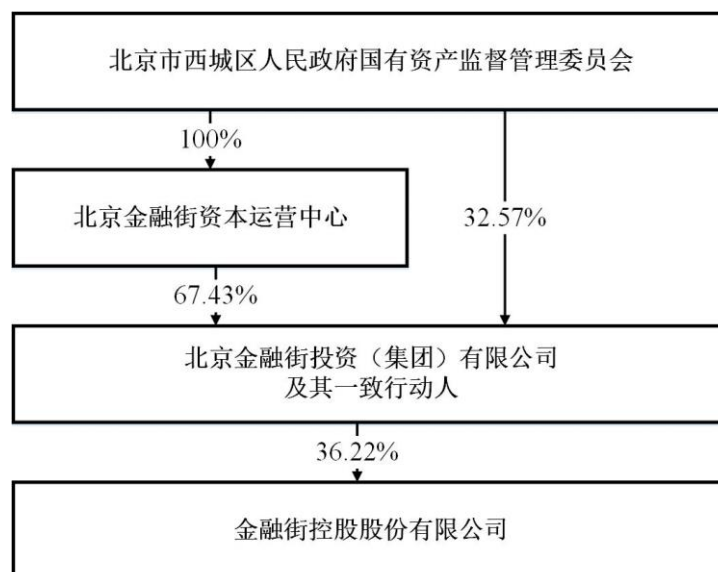 北京市西城区人民政府国有资产监督管理委员会
100%
北京金融街资本运营中心
32.57%
67.43%
北京金融街投资（集团）有限公司
及其一致行动人
36.22%
金融街控股股份有限公司